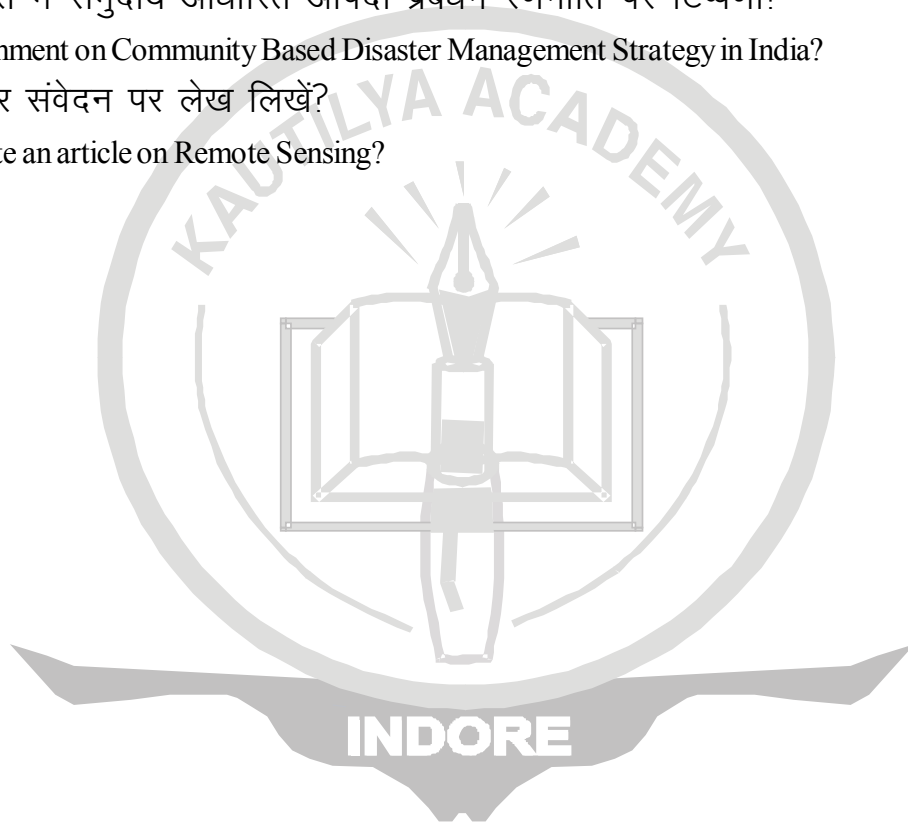 त में समुदाय आधारित आपदा प्रबंधन रणनीति पर टिप्पणी?
nment on Community Based Disaster Management Strategy in India?
र संवेदन पर लेख लिखें?
te an article on Remote Sensing?
KAUTILYA ACADEMY
INDORE